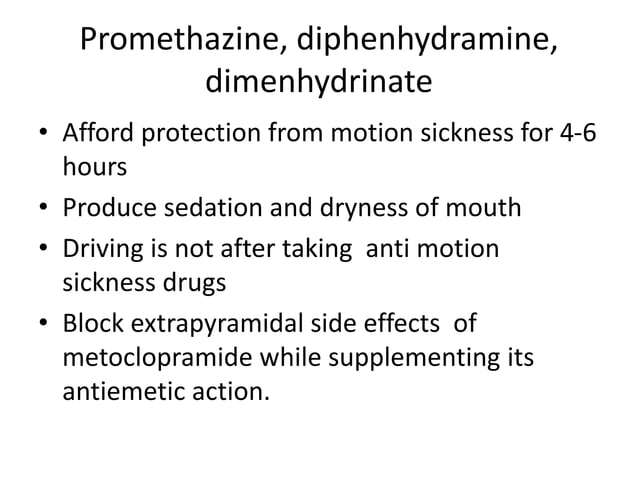 Promethazine, diphenhydramine,
dimenhydrinate
• Afford protection from motion sickness for 4-6
hours
• Produce sedation and dryness of mouth
• Driving is not after taking  anti motion
sickness drugs
• Block extrapyramidal side effects  of
metoclopramide while supplementing its
antiemetic action.